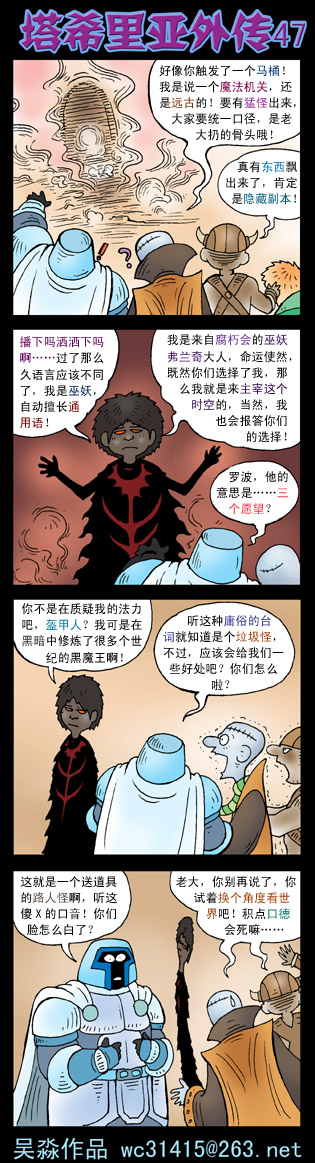 塔希里亚外传47
好像你触发了一个马桶！
我是说一个魔法机关，还
是远古的！要有猛怪出来，
大家要统一口径，是老
大扔的骨头哦！
真有东西飘
出来了，肯定
是隐藏副本！
！？
播下吗洒洒下吗
啊……过了那么
久语言应该不同
了，我是巫妖，
自动擅长通
用语！
我是来自腐朽会的巫妖
弗兰奇大人，命运使然，
既然你们选择了我，那
么我就是来主宰这个
时空的，当然，我
也会报答你们
的选择！
罗波，他的
意思是……三
个愿望？
你不是在质疑我的法力
吧，盔甲人？我可是在
黑暗中修炼了很多个世
纪的黑魔王啊！
听这种庸俗的台
词就知道是个垃圾怪，
不过，应该会给我们一
些好处吧？你们怎么
啦？
这就是一个送道具
的路人怪啊，听这
傻X的口音！你们
脸怎么白了？
老大，你别再说了，你
试着换个角度看世
界吧！积点口德
会死嘛……
吴淼作品 wc31415@263.net